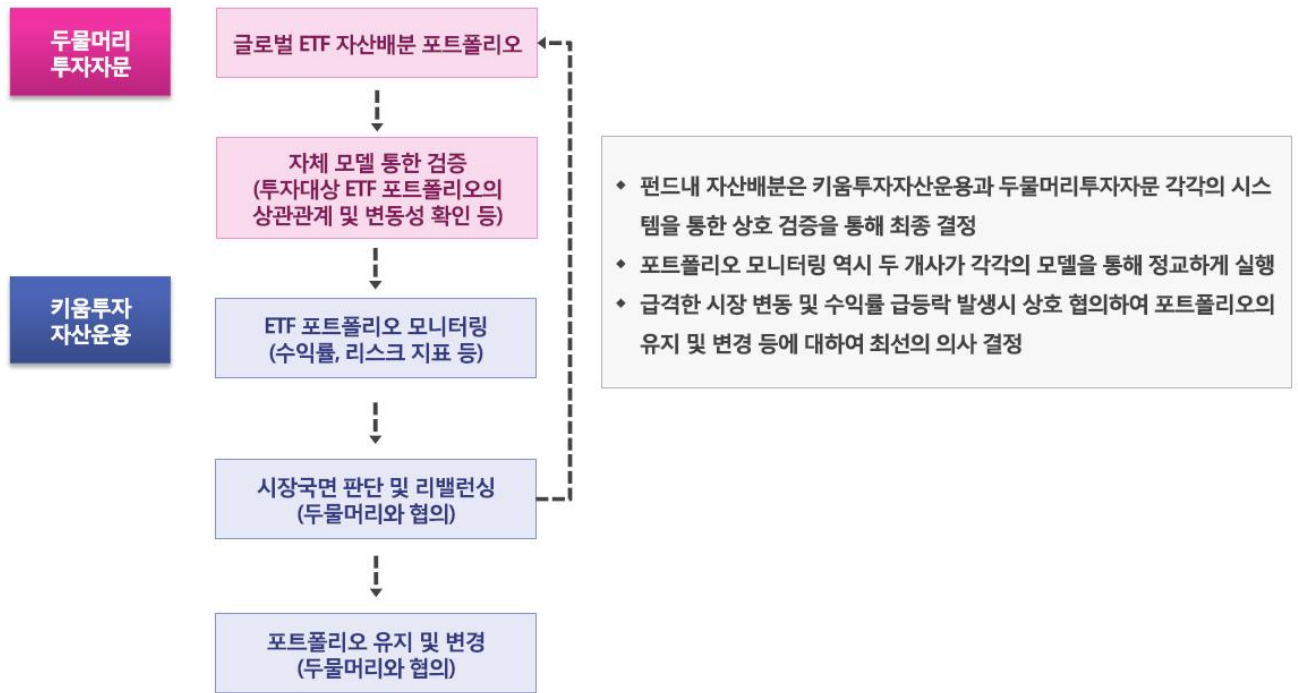 두물머리
투자자문
글로벌 ETF 자산배분 포트폴리오
자체 모델 통한 검증
(투자대상 ETF 포트폴리오의
상관관계 및 변동성 확인 등)
키움투자
자산운용
ETF 포트폴리오 모니터링
(수익률, 리스크 지표 등)
시장국면 판단 및 리밸런싱
(두물머리와 협의)
포트폴리오 유지 및 변경
(두물머리와 협의)
◆ 펀드내 자산배분은 키움투자자산운용과 두물머리투자자문 각각의 시스
템을 통한 상호 검증을 통해 최종 결정
◆ 포트폴리오 모니터링 역시 두 개사가 각각의 모델을 통해 정교하게 실행
◆ 급격한 시장 변동 및 수익률 급등락 발생시 상호 협의하여 포트폴리오의
유지 및 변경 등에 대하여 최선의 의사 결정